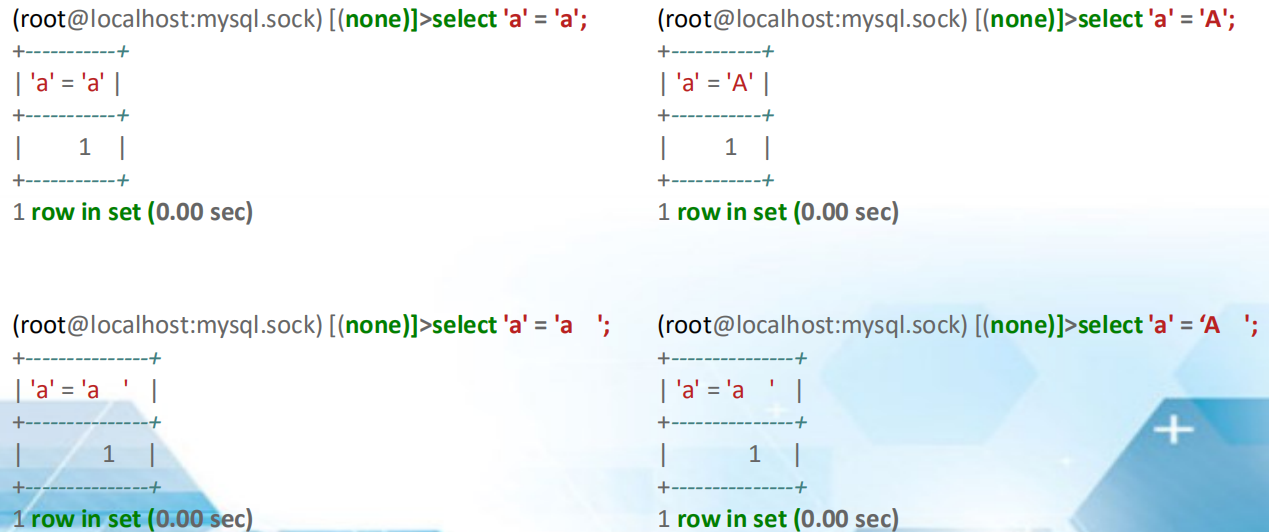 (root@localhost:mysql.sock) [(none)]>select 'a' = 'a';
+-----------+
| 'a' = 'a' |
+-----------+
|     1   |
+-----------+
1 row in set (0.00 sec)
(root@localhost:mysql.sock) [(none)]>select 'a' = 'A';
+-----------+
| 'a' = 'A' |
+-----------+
|     1   |
+-----------+
1 row in set (0.00 sec)
(root@localhost:mysql.sock) [(none)]>select 'a' = 'a   ';
+---------------+
| 'a' = 'a   '   |
+---------------+
|       1     |
+---------------+
1 row in set (0.00 sec)
(root@localhost:mysql.sock) [(none)]>select 'a' = ‘A   ';
+---------------+
| 'a' = 'a   '   |
+---------------+
|       1     |
+---------------+
1 row in set (0.00 sec)